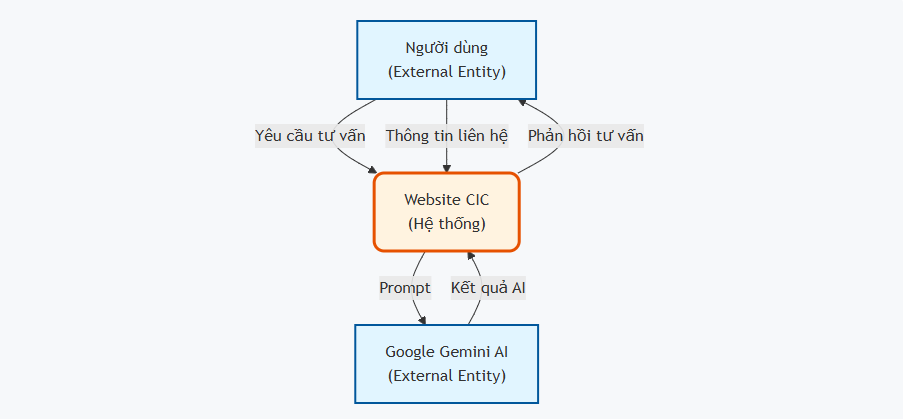 Người dùng
(External Entity)
Yêu cầu tư vấn
Thông tin liên hệ
Phản hồi tư vấn
Website CIC
(Hệ thống)
Prompt
Kết quả AI
Google Gemini AI
(External Entity)